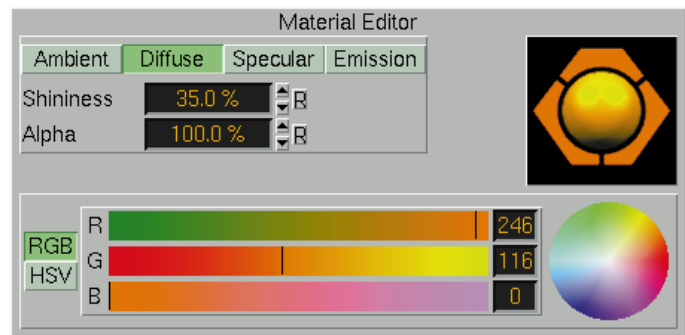 Material Editor
Ambient Diffuse Specular Emission
Shininess 35.0 % R
Alpha 100.0 % R
R 246
RGB
G 116
HSV
B 0